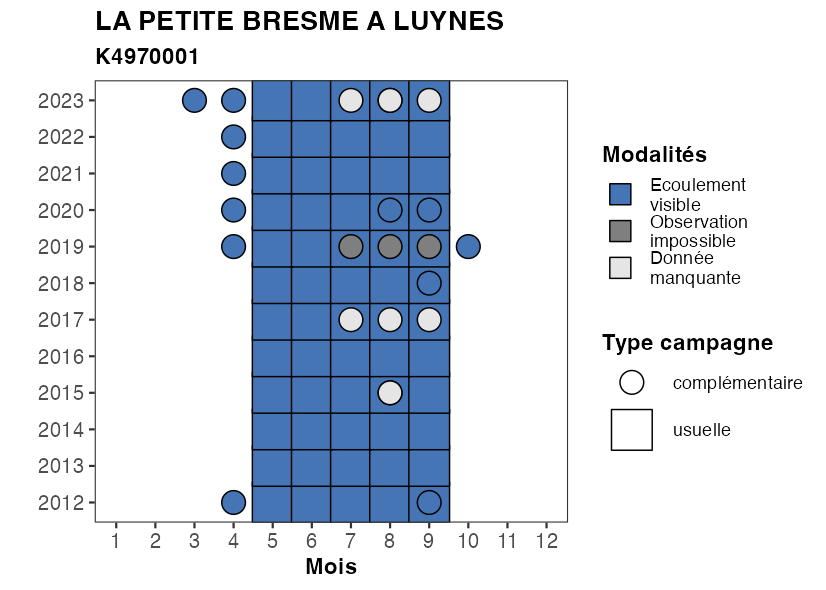 LA PETITE BRESME A LUYNES
K4970001
2023
2022
2021
2020
2019
2018
2017
2016
2015
2014
2013
2012
1 2 3 4 5 6 7 8 9 10 11 12
Mois
Modalités
Ecoulement
visible
Observation
impossible
Donnée
manquante
Type campagne
complémentaire
usuelle